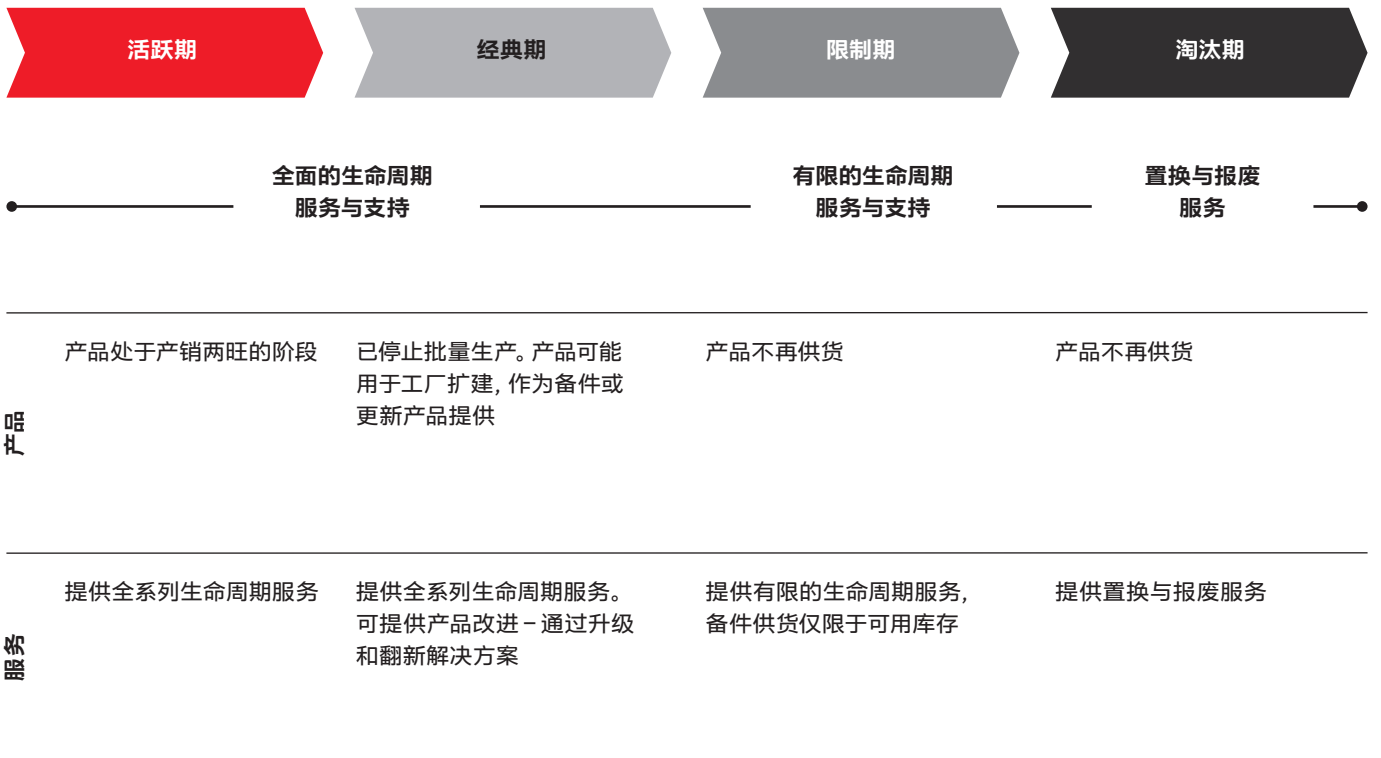 活跃期
经典期
限制期
淘汰期
全面的生命周期
服务与支持
有限的生命周期
服务与支持
置换与报废
服务
产品
产品处于产销两旺的阶段
已停止批量生产。产品可能
用于工厂扩建, 作为备件或
更新产品提供
产品不再供货
产品不再供货
服务
提供全系列生命周期服务
提供全系列生命周期服务。
可提供产品改进 – 通过升级
和翻新解决方案
提供有限的生命周期服务,
备件供货仅限于可用库存
提供置换与报废服务